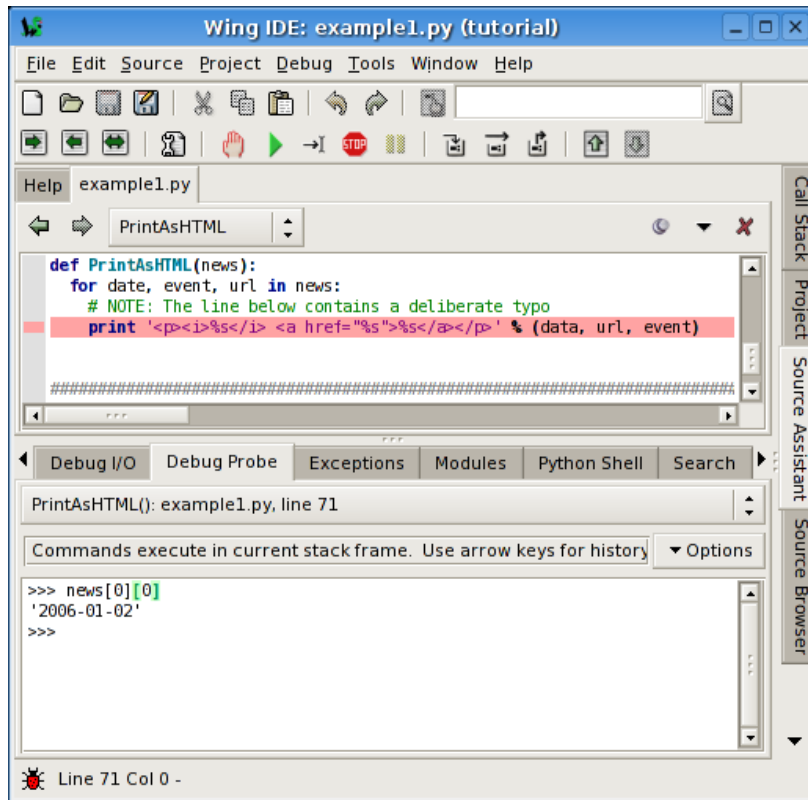 Wing IDE: example1.py (tutorial)
File Edit Source Project Debug Tools Window Help
STOP
Help example1.py
PrintAsHTML
def PrintAsHTML(news):
for date, event, url in news:
# NOTE: The line below contains a deliberate typo
print '<p><i>%s</i> <a href="%s">%s</a></p>' % (data, url, event)
########################################################################
Debug I/O Debug Probe Exceptions Modules Python Shell Search
PrintAsHTML(): example1.py, line 71
Commands execute in current stack frame. Use arrow keys for history
Options
>>> news[0][0]
'2006-01-02'
>>>
Line 71 Col 0 -
Call Stack
Project
Source Assistant
Source Browser